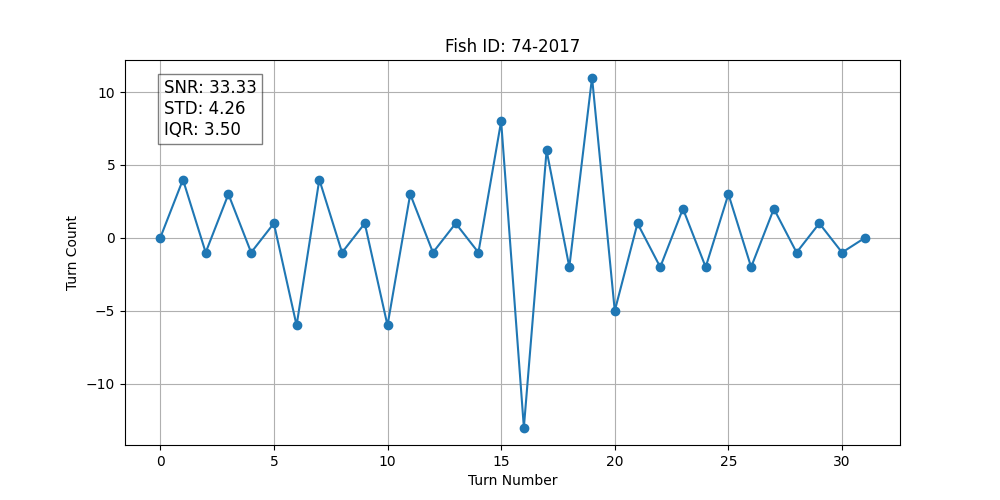 Fish ID: 74-2017
SNR: 33.33
STD: 4.26
IQR: 3.50
10
5
0
−5
−10
Turn Count
0 5 10 15 20 25 30
Turn Number